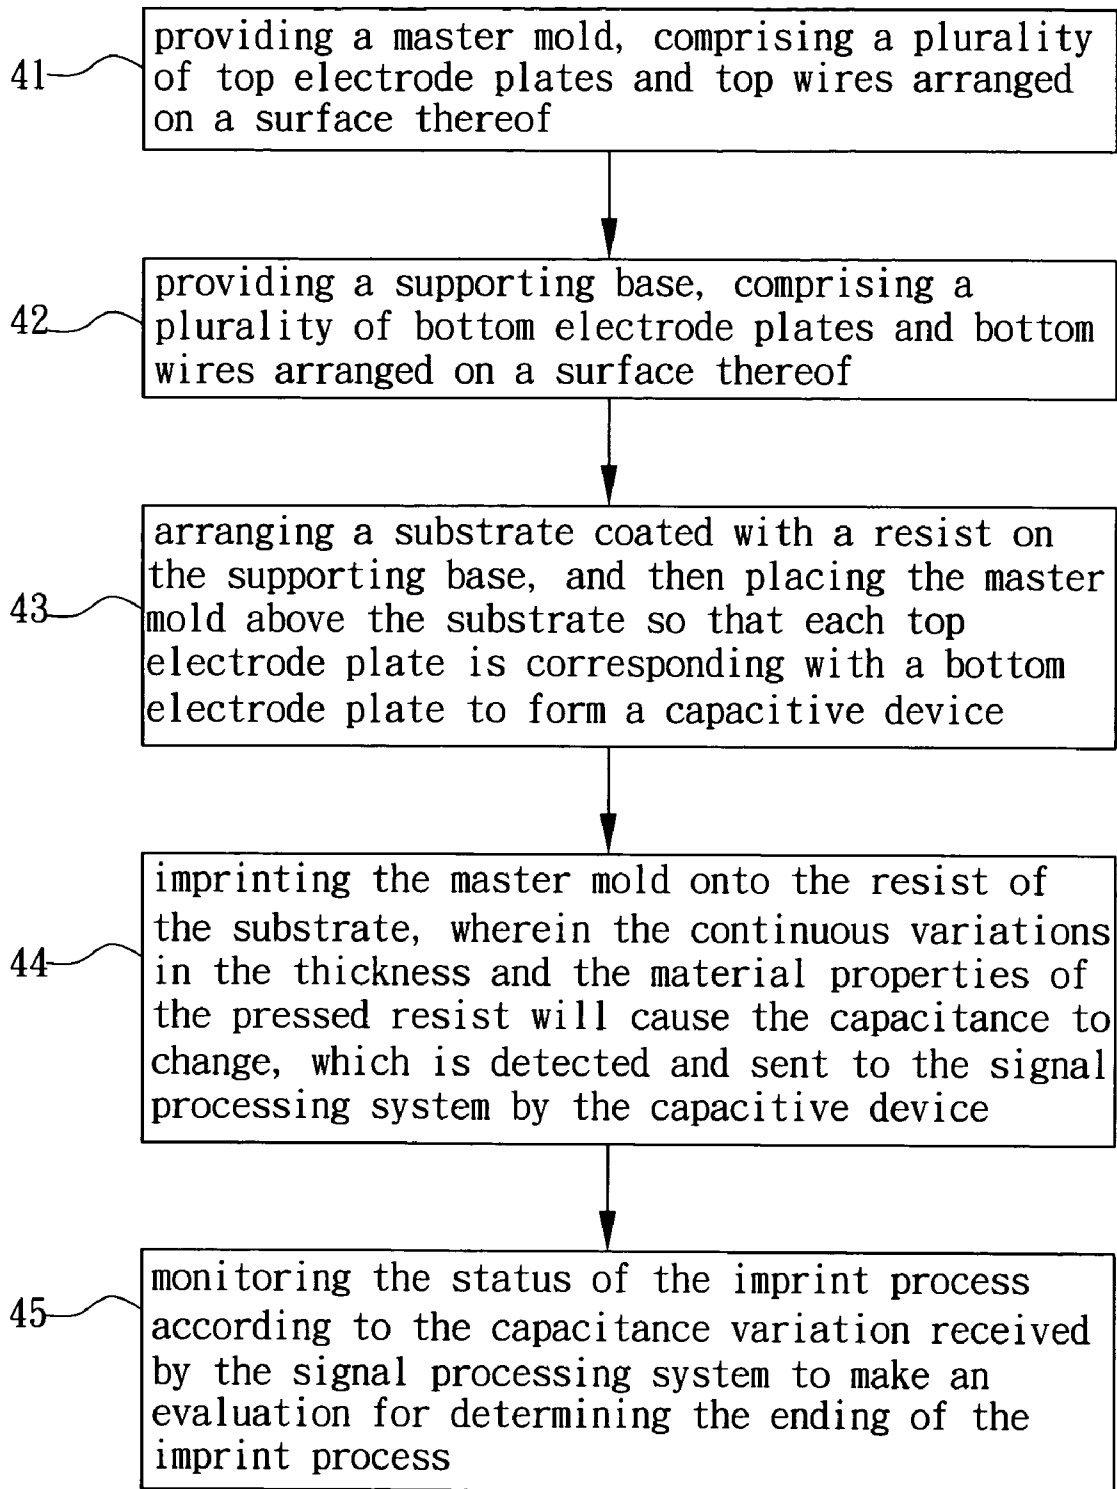 41
providing a master mold, comprising a plurality
of top electrode plates and top wires arranged
on a surface thereof
42
providing a supporting base, comprising a
plurality of bottom electrode plates and bottom
wires arranged on a surface thereof
43
arranging a substrate coated with a resist on
the supporting base, and then placing the master
mold above the substrate so that each top
electrode plate is corresponding with a bottom
electrode plate to form a capacitive device
44
imprinting the master mold onto the resist of
the substrate, wherein the continuous variations
in the thickness and the material properties of
the pressed resist will cause the capacitance to
change, which is detected and sent to the signal
processing system by the capacitive device
45
monitoring the status of the imprint process
according to the capacitance variation received
by the signal processing system to make an
evaluation for determining the ending of the
imprint process